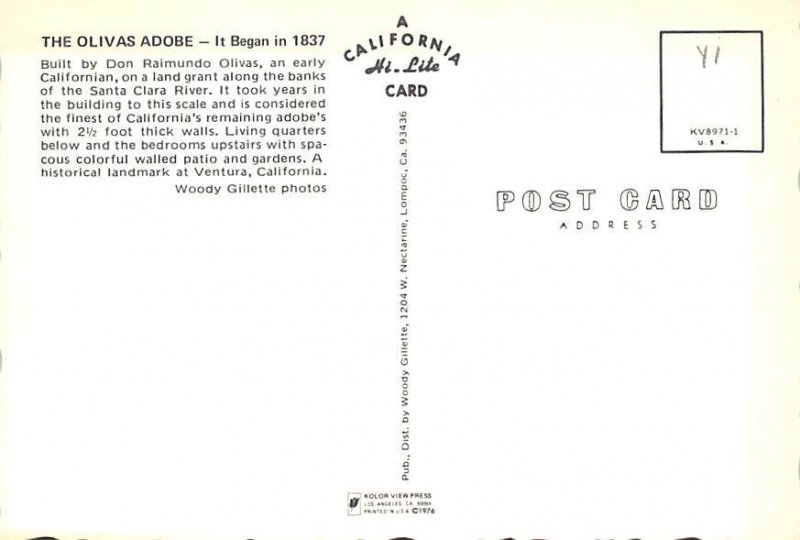 THE OLIVAS ADOBE – It Began in 1837
Built by Don Raimundo Olivas, an early
Californian, on a land grant along the banks
of the Santa Clara River. It took years in
the building to this scale and is considered
the finest of California's remaining adobe's
with 2½ foot thick walls. Living quarters
below and the bedrooms upstairs with spa-
cous colorful walled patio and gardens. A
historical landmark at Ventura, California.
Woody Gillette photos
A
CALIFORNIA
Hi-Lite
CARD
Pub., Dist. by Woody Gillette, 1204 W. Nectarine, Lompoc, Ca. 93436
KOLOR VIEW PRESS
LOS ANGELES, CA
PRINTED IN U.S.A. ©1976
KV8971-1
U.S.A.
POST CARD
ADDRESS